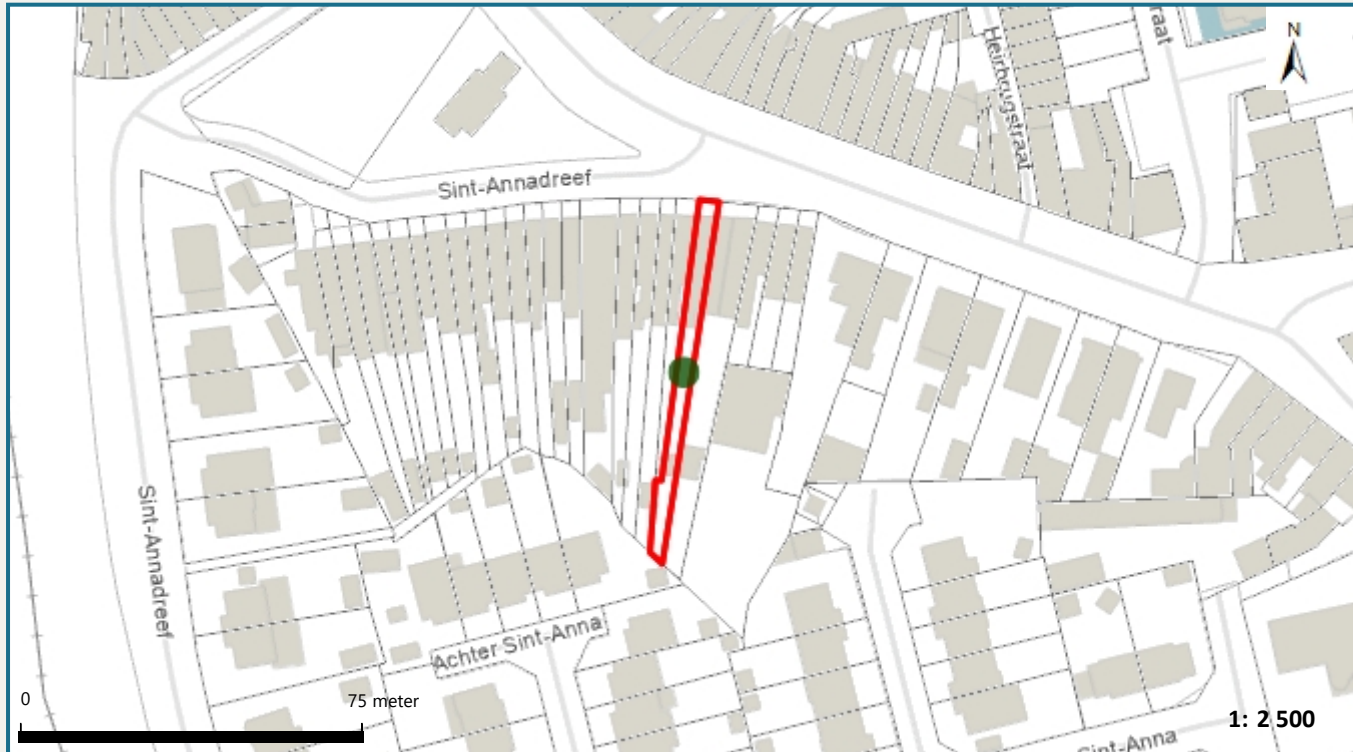 N
Heirbrugstraat
raat
Sint-Annadreef
Sint-Annadreef
Achter Sint-Anna
Sint-Anna
0
75 meter
1: 2 500